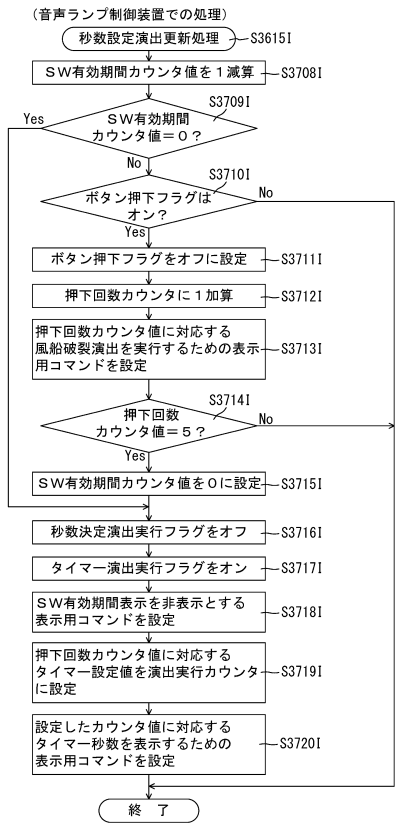 （音声ランプ制御装置での処理）
秒数設定演出更新処理
S3615I
ＳＷ有効期間カウンタ値を１減算
S3708I
S3709I
ＳＷ有効期間
カウンタ値＝０？
Yes
No
S3710I
ボタン押下フラグは
オン？
No
Yes
ボタン押下フラグをオフに設定
S3711I
押下回数カウンタに１加算
S3712I
押下回数カウンタ値に対応する
風船破裂演出を実行するための表示
用コマンドを設定
S3713I
S3714I
押下回数
カウンタ値＝５？
No
Yes
ＳＷ有効期間カウンタ値を０に設定
S3715I
秒数決定演出実行フラグをオフ
S3716I
タイマー演出実行フラグをオン
S3717I
ＳＷ有効期間表示を非表示とする
表示用コマンドを設定
S3718I
押下回数カウンタ値に対応する
タイマー設定値を演出実行カウンタ
に設定
S3719I
設定したカウンタ値に対応する
タイマー秒数を表示するための
表示用コマンドを設定
S3720I
終　了